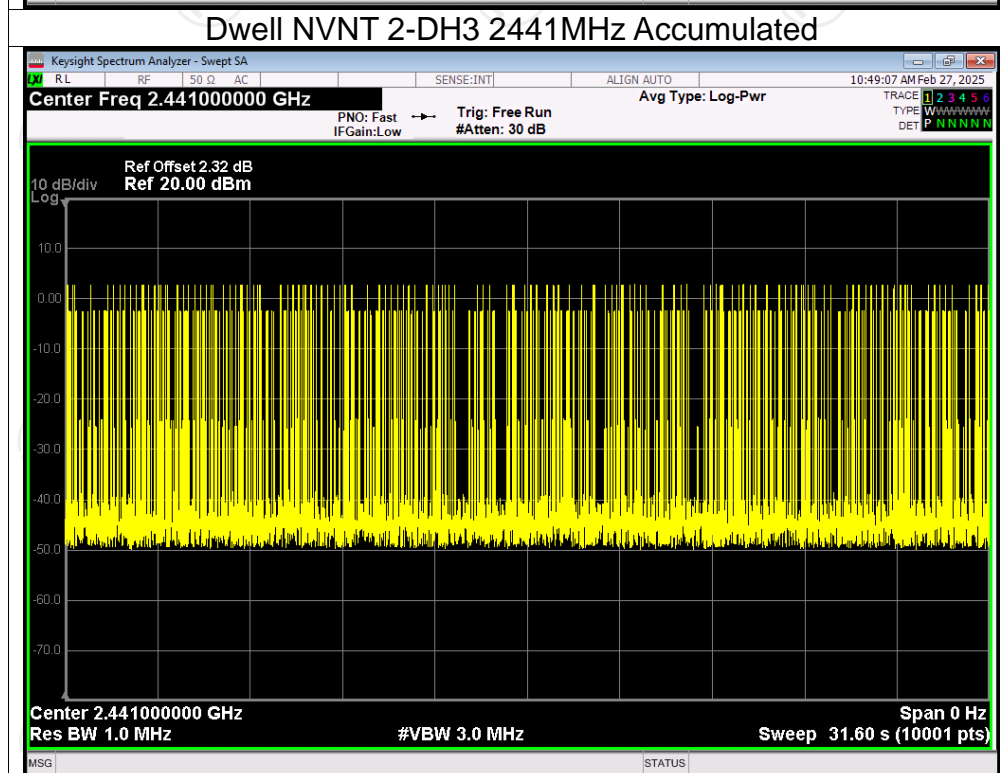 Dwell NVNT 2-DH3 2441MHz Accumulated
Keysight Spectrum Analyzer - Swept SA
LXI RL RF 50 Ω AC SENSE:INT ALIGN AUTO 10:49:07 AM Feb 27, 2025
Center Freq 2.441000000 GHz Avg Type: Log-Pwr TRACE 1 2 3 4 5 6
PNO: Fast Trig: Free Run TYPE WWWWWW
IFGain:Low #Atten: 30 dB DET P N N N N N
Ref Offset 2.32 dB
10 dB/div Ref 20.00 dBm
Log
10.0
0.00
-10.0
-20.0
-30.0
-40.0
-50.0
-60.0
-70.0
Center 2.441000000 GHz Span 0 Hz
Res BW 1.0 MHz #VBW 3.0 MHz Sweep 31.60 s (10001 pts)
MSG STATUS